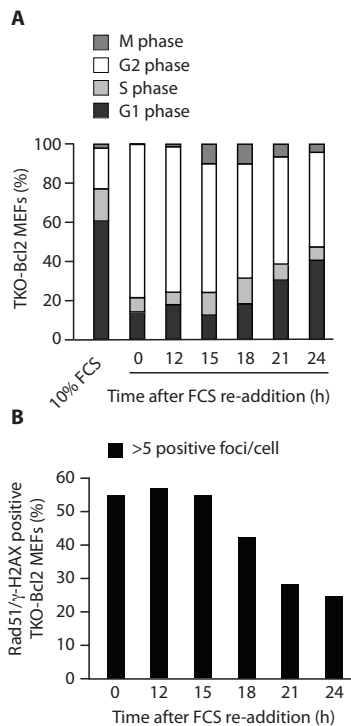 A
M phase
G2 phase
S phase
G1 phase
TKO-Bcl2 MEFs (%)
100
80
60
40
20
0
10% FCS
0 12 15 18 21 24
Time after FCS re-addition (h)
B
>5 positive foci/cell
Rad51/γ-H2AX positive
TKO-Bcl2 MEFs (%)
60
50
40
30
20
10
0
0 12 15 18 21 24
Time after FCS re-addition (h)